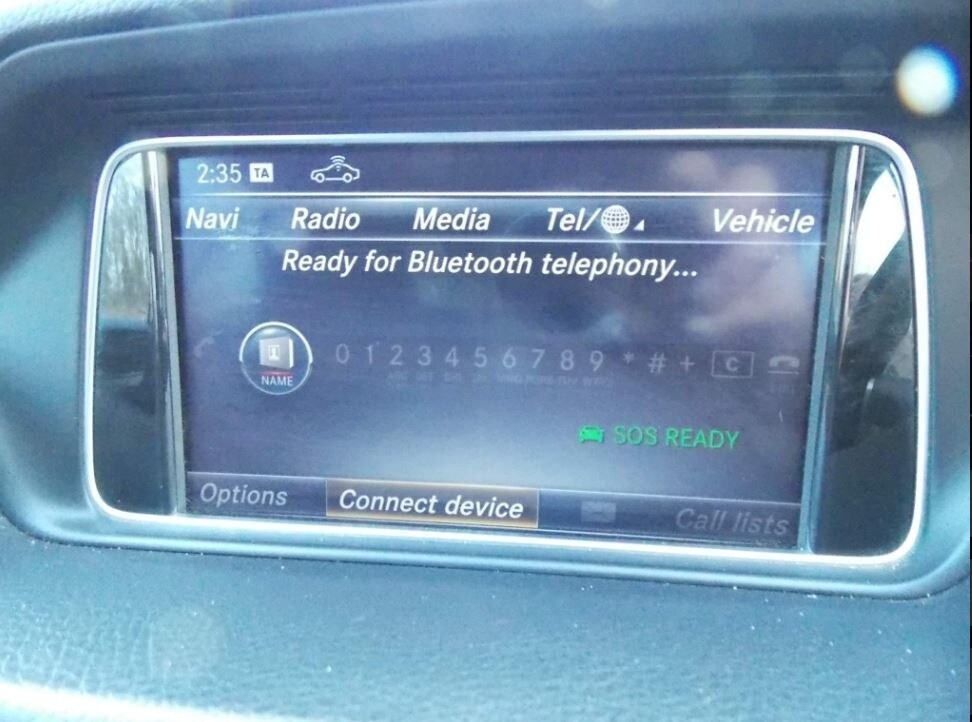 2:35 TA
Navi Radio Media Tel/ Vehicle
Ready for Bluetooth telephony...
NAME 0 1 2 3 4 5 6 7 8 9 * # + C
SOS READY
Options Connect device Call lists